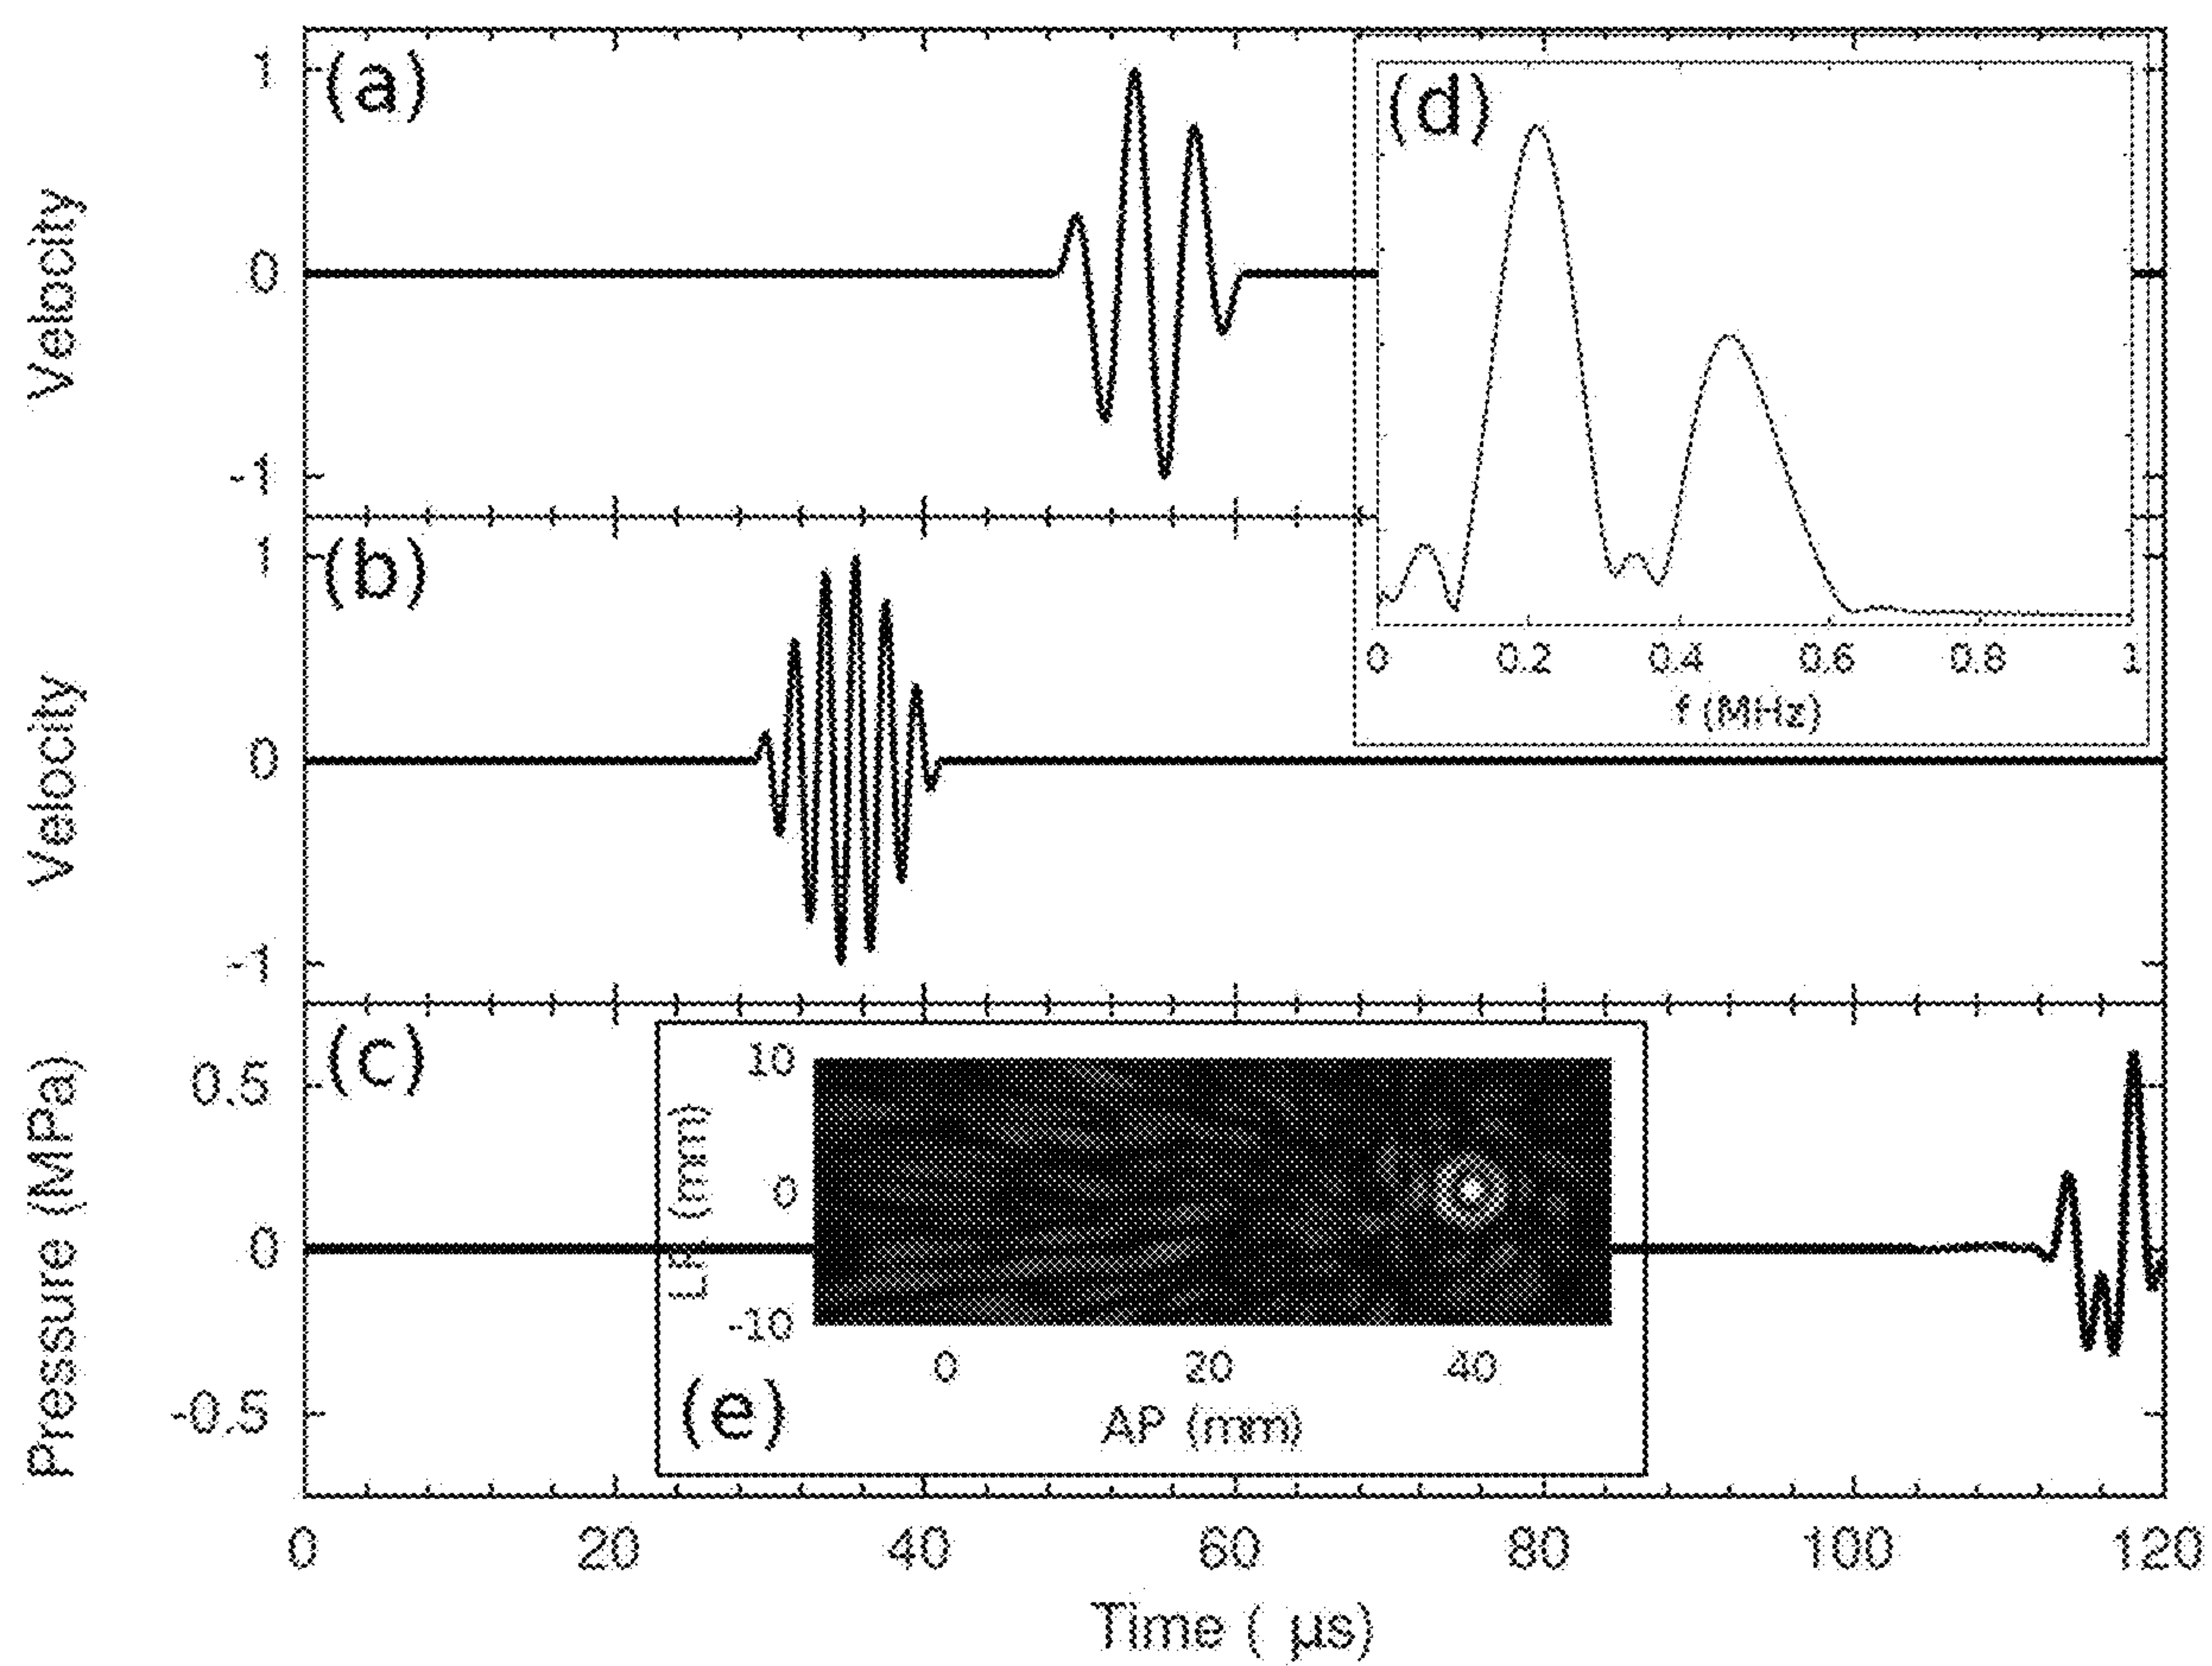 (a)
Velocity
1
0
-1
(d)
0 0.2 0.4 0.6 0.8 1
f (MHz)
(b)
Velocity
1
0
-1
(c)
Pressure (MPa)
0.5
0
-0.5
10
0
-10
LR (mm)
0 20 40
AP (mm)
(e)
0 20 40 60 80 100 120
Time ( μs)